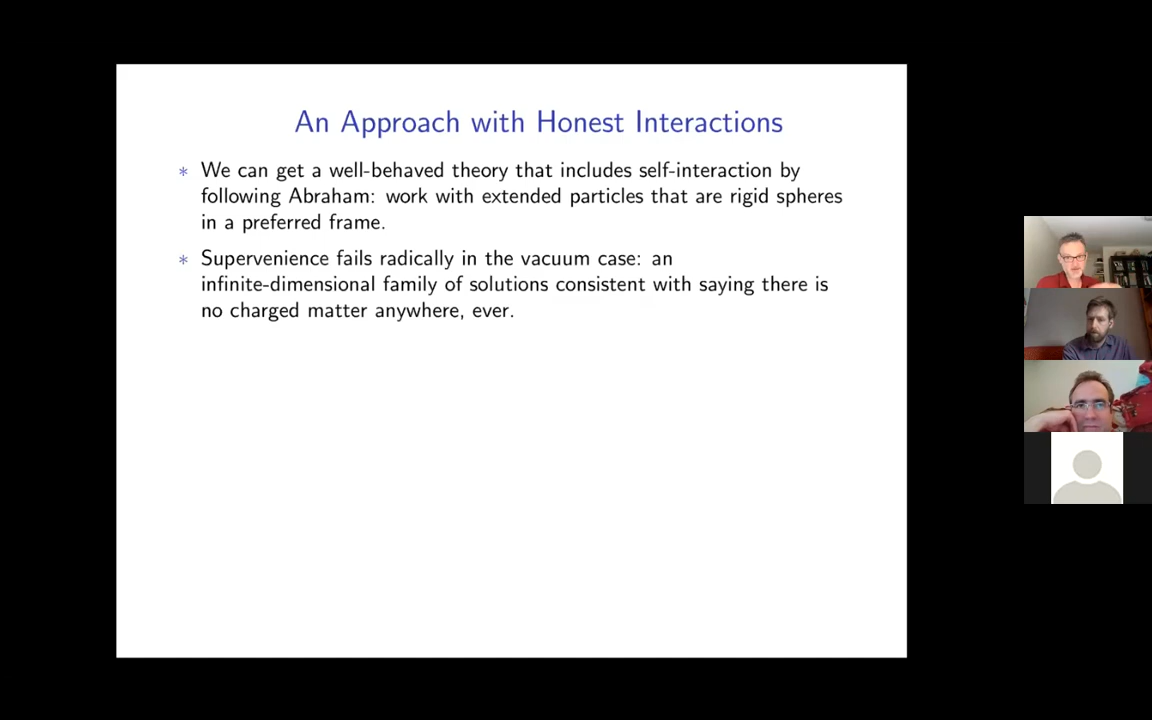 An Approach with Honest Interactions
* We can get a well-behaved theory that includes self-interaction by
following Abraham: work with extended particles that are rigid spheres
in a preferred frame.
* Supervenience fails radically in the vacuum case: an
infinite-dimensional family of solutions consistent with saying there is
no charged matter anywhere, ever.